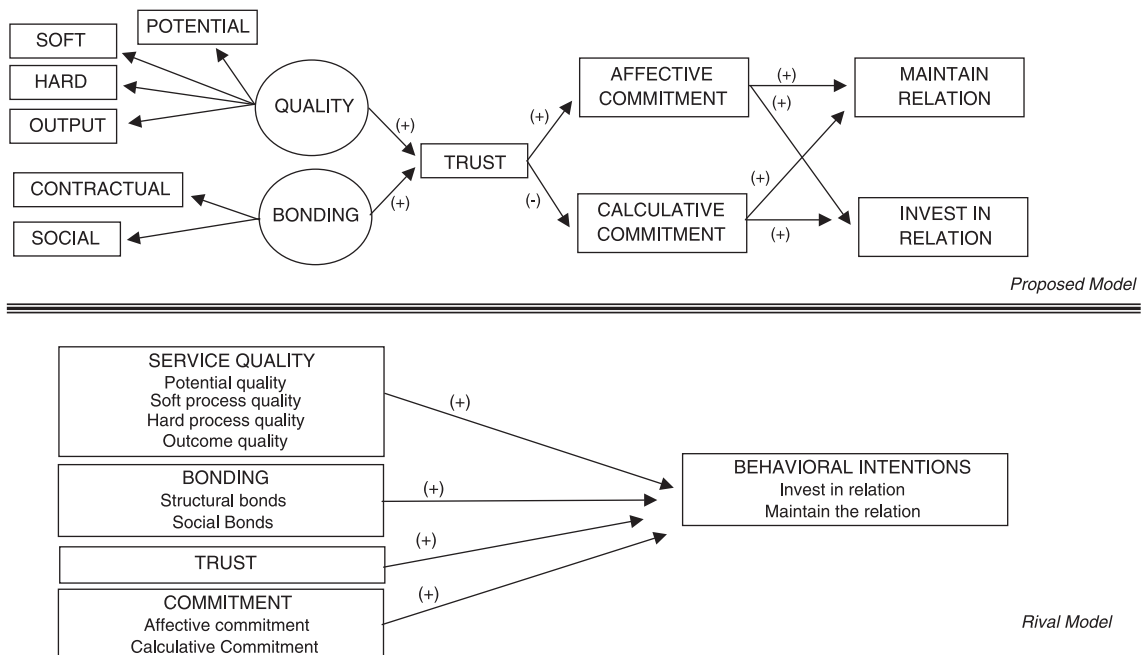 POTENTIAL
SOFT
HARD
OUTPUT
QUALITY
CONTRACTUAL
SOCIAL
BONDING
(+)
(+)
TRUST
(+)
(-)
AFFECTIVE
COMMITMENT
CALCULATIVE
COMMITMENT
(+)
(+)
(+)
(+)
MAINTAIN
RELATION
INVEST IN
RELATION
Proposed Model
SERVICE QUALITY
Potential quality
Soft process quality
Hard process quality
Outcome quality
(+)
BONDING
Structural bonds
Social Bonds
(+)
TRUST
(+)
COMMITMENT
Affective commitment
Calculative Commitment
(+)
BEHAVIORAL INTENTIONS
Invest in relation
Maintain the relation
Rival Model